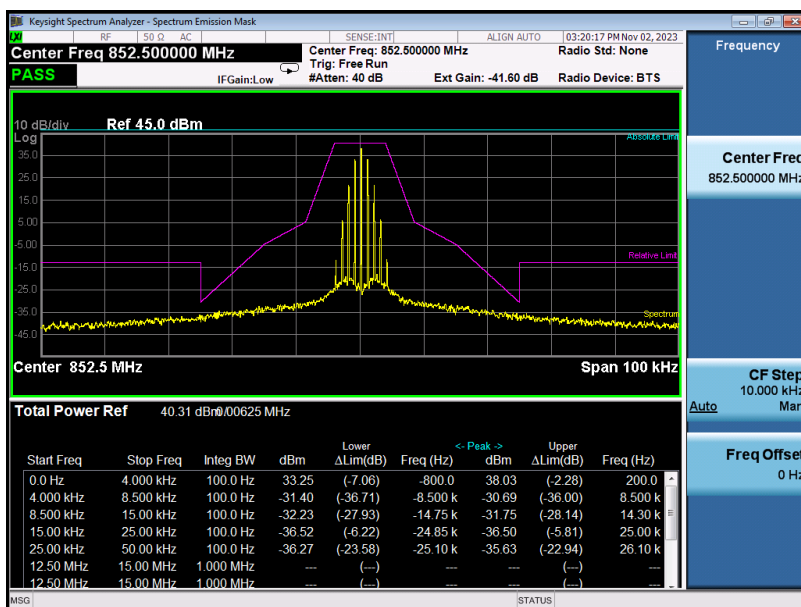 Keysight Spectrum Analyzer - Spectrum Emission Mask
LXI RF 50 Ω AC SENSE:INT ALIGN AUTO 03:20:17 PM Nov 02, 2023
Center Freq 852.500000 MHz Center Freq: 852.500000 MHz Radio Std: None
PASS Trig: Free Run
IFGain:Low #Atten: 40 dB Ext Gain: -41.60 dB Radio Device: BTS
10 dB/div Ref 45.0 dBm
Log
Absolute Limit
35.0
25.0
15.0
5.00
-5.00
Relative Limit
-15.0
-25.0
-35.0
Spectrum
-45.0
Center 852.5 MHz Span 100 kHz
Total Power Ref 40.31 dBm/0.00625 MHz
Lower <- Peak -> Upper
Start Freq Stop Freq Integ BW dBm ΔLim(dB) Freq (Hz) dBm ΔLim(dB) Freq (Hz)
0.0 Hz 4.000 kHz 100.0 Hz 33.25 (-7.06) -800.0 38.03 (-2.28) 200.0
4.000 kHz 8.500 kHz 100.0 Hz -31.40 (-36.71) -8.500 k -30.69 (-36.00) 8.500 k
8.500 kHz 15.00 kHz 100.0 Hz -32.23 (-27.93) -14.75 k -31.75 (-28.14) 14.30 k
15.00 kHz 25.00 kHz 100.0 Hz -36.52 (-6.22) -24.85 k -36.50 (-5.81) 25.00 k
25.00 kHz 50.00 kHz 100.0 Hz -36.27 (-23.58) -25.10 k -35.63 (-22.94) 26.10 k
12.50 MHz 15.00 MHz 1.000 MHz --- (---) --- --- (---) ---
12.50 MHz 15.00 MHz 1.000 MHz --- (---) --- --- (---) ---
MSG STATUS
Frequency
Center Freq
852.500000 MHz
CF Step
10.000 kHz
Auto Man
Freq Offset
0 Hz